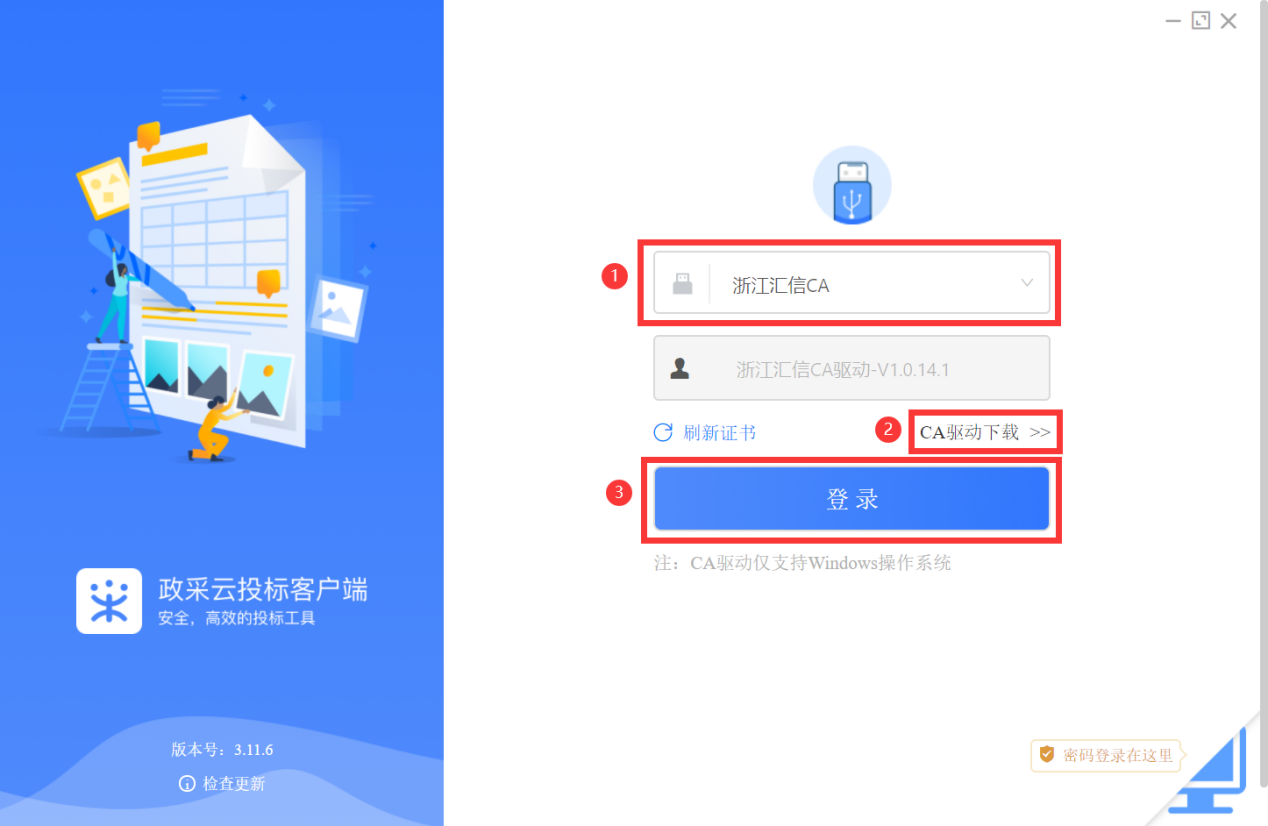 政采云投标客户端
安全，高效的投标工具
版本号：3.11.6
检查更新
1
浙江汇信CA
浙江汇信CA驱动-V1.0.14.1
刷新证书
2
CA驱动下载 >>
3
登 录
注：CA驱动仅支持Windows操作系统
密码登录在这里